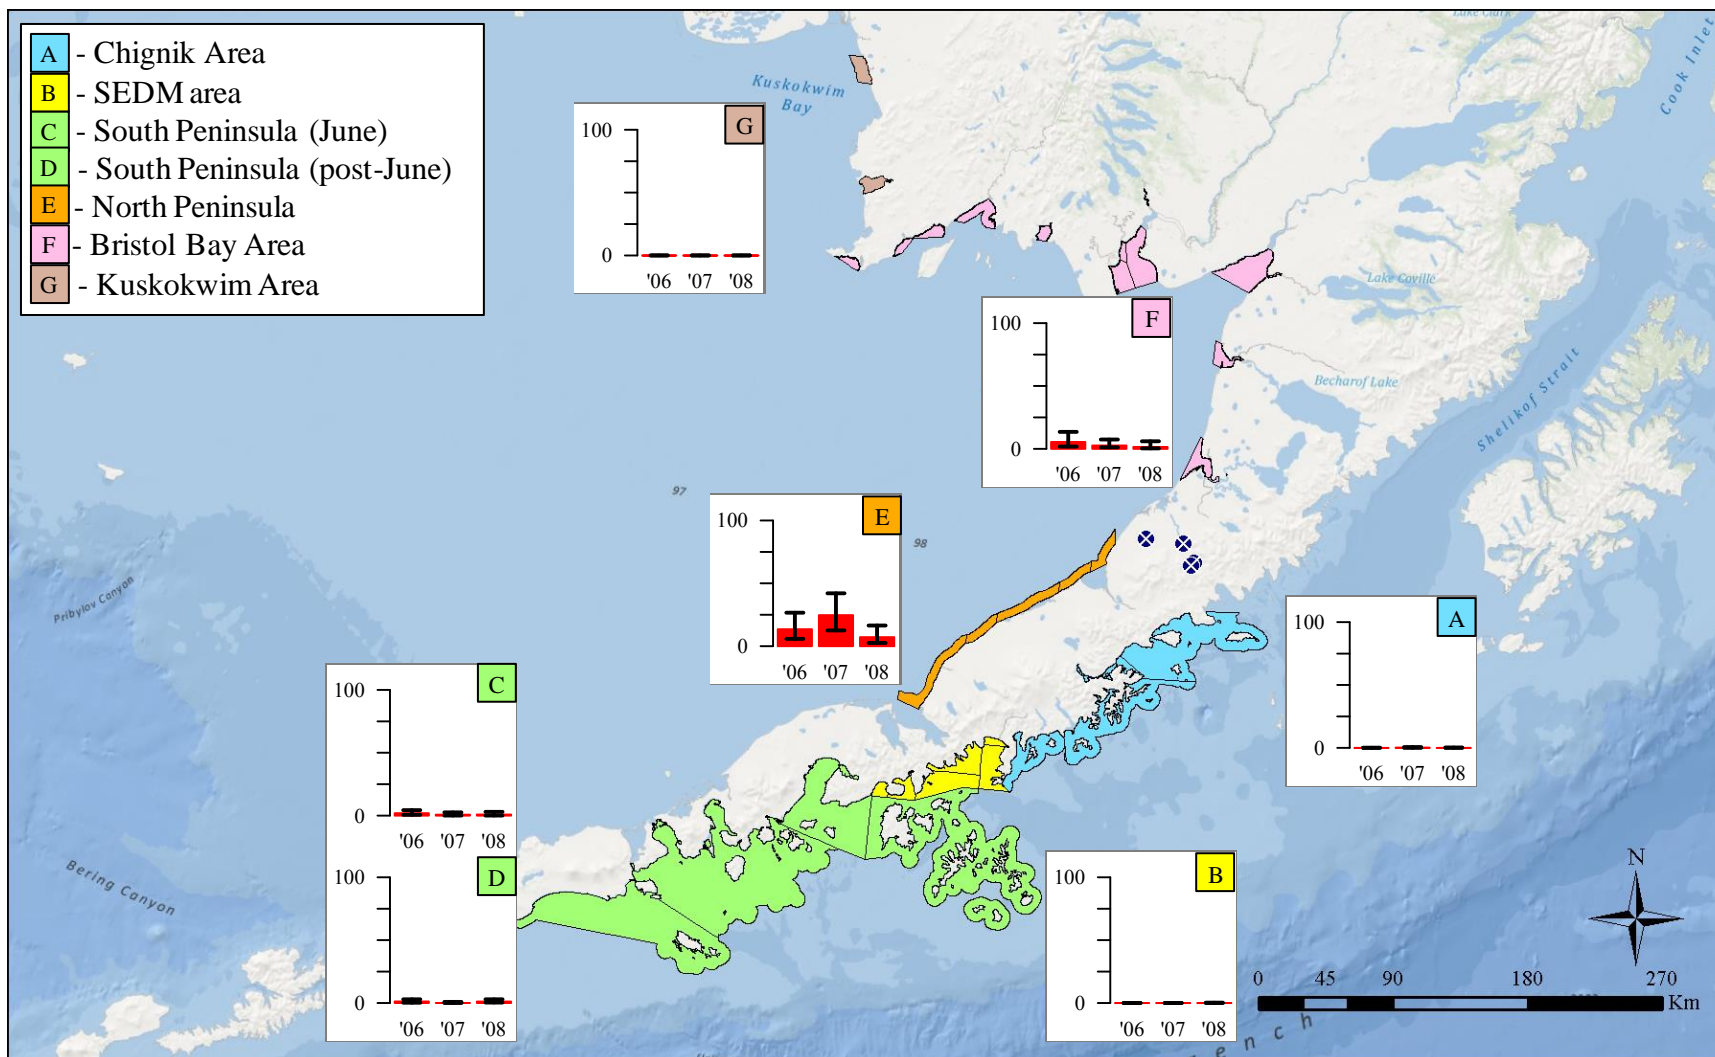 A - Chignik Area
B - SEDM area
C - South Peninsula (June)
D - South Peninsula (post-June)
E - North Peninsula
F - Bristol Bay Area
G - Kuskokwim Area
Lake Clark
Cook Inlet
Kuskokwim
Bay
G
100
0
'06 '07 '08
Lake Coville
F
100
0
'06 '07 '08
Becharof Lake
Shelikof Strait
97
98
E
100
0
'06 '07 '08
Pribylov Canyon
A
100
0
'06 '07 '08
C
100
0
'06 '07 '08
D
100
0
'06 '07 '08
B
100
0
'06 '07 '08
Bering Canyon
N
0 45 90 180 270
Km
e n c h